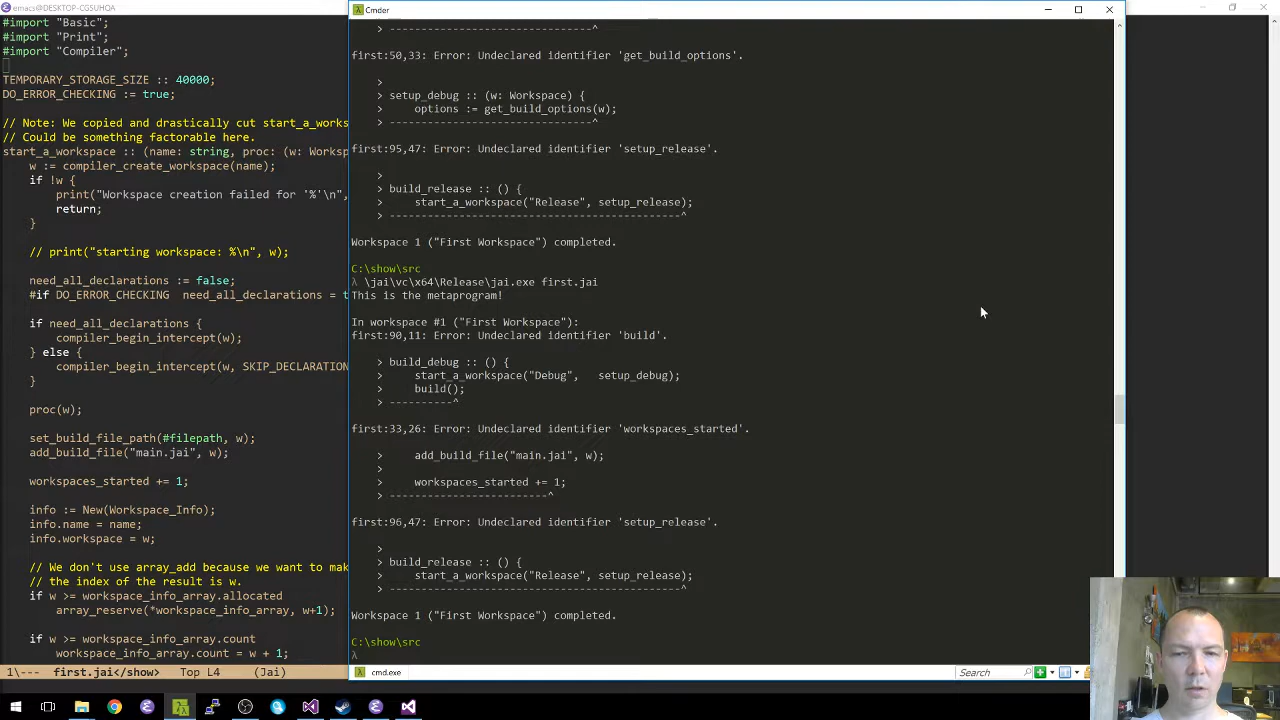 emacs@DESKTOP-CGSUHQA
#import "Basic";
#import "Print";
#import "Compiler";
TEMPORARY_STORAGE_SIZE :: 40000;
DO_ERROR_CHECKING := true;
// Note: We copied and drastically cut start_a_works
// Could be something factorable here.
start_a_workspace :: (name: string, proc: (w: Worksp
w := compiler_create_workspace(name);
if !w {
print("Workspace creation failed for '%'\n",
return;
}
// print("starting workspace: %\n", w);
need_all_declarations := false;
#if DO_ERROR_CHECKING  need_all_declarations = t
if need_all_declarations {
compiler_begin_intercept(w);
} else {
compiler_begin_intercept(w, SKIP_DECLARATION
}
proc(w);
set_build_file_path(#filepath, w);
add_build_file("main.jai", w);
workspaces_started += 1;
info := New(Workspace_Info);
info.name = name;
info.workspace = w;
// We don't use array_add because we want to mak
// the index of the result is w.
if w >= workspace_info_array.allocated
array_reserve(*workspace_info_array, w+1);
if w >= workspace_info_array.count
workspace_info_array.count = w + 1;
1\---  first.jai</show>  Top L4  (Jai)
Cmder
> -------------------------------^
first:50,33: Error: Undeclared identifier 'get_build_options'.
>
> setup_debug :: (w: Workspace) {
>     options := get_build_options(w);
> -------------------------------^
first:95,47: Error: Undeclared identifier 'setup_release'.
>
> build_release :: () {
>     start_a_workspace("Release", setup_release);
> ---------------------------------------------^
Workspace 1 ("First Workspace") completed.
C:\show\src
λ \jai\vc\x64\Release\jai.exe first.jai
This is the metaprogram!
In workspace #1 ("First Workspace"):
first:90,11: Error: Undeclared identifier 'build'.
> build_debug :: () {
>     start_a_workspace("Debug",   setup_debug);
>     build();
> ---------^
first:33,26: Error: Undeclared identifier 'workspaces_started'.
>     add_build_file("main.jai", w);
>
>     workspaces_started += 1;
> ------------------------^
first:96,47: Error: Undeclared identifier 'setup_release'.
>
> build_release :: () {
>     start_a_workspace("Release", setup_release);
> ---------------------------------------------^
Workspace 1 ("First Workspace") completed.
C:\show\src
λ
cmd.exe
Search